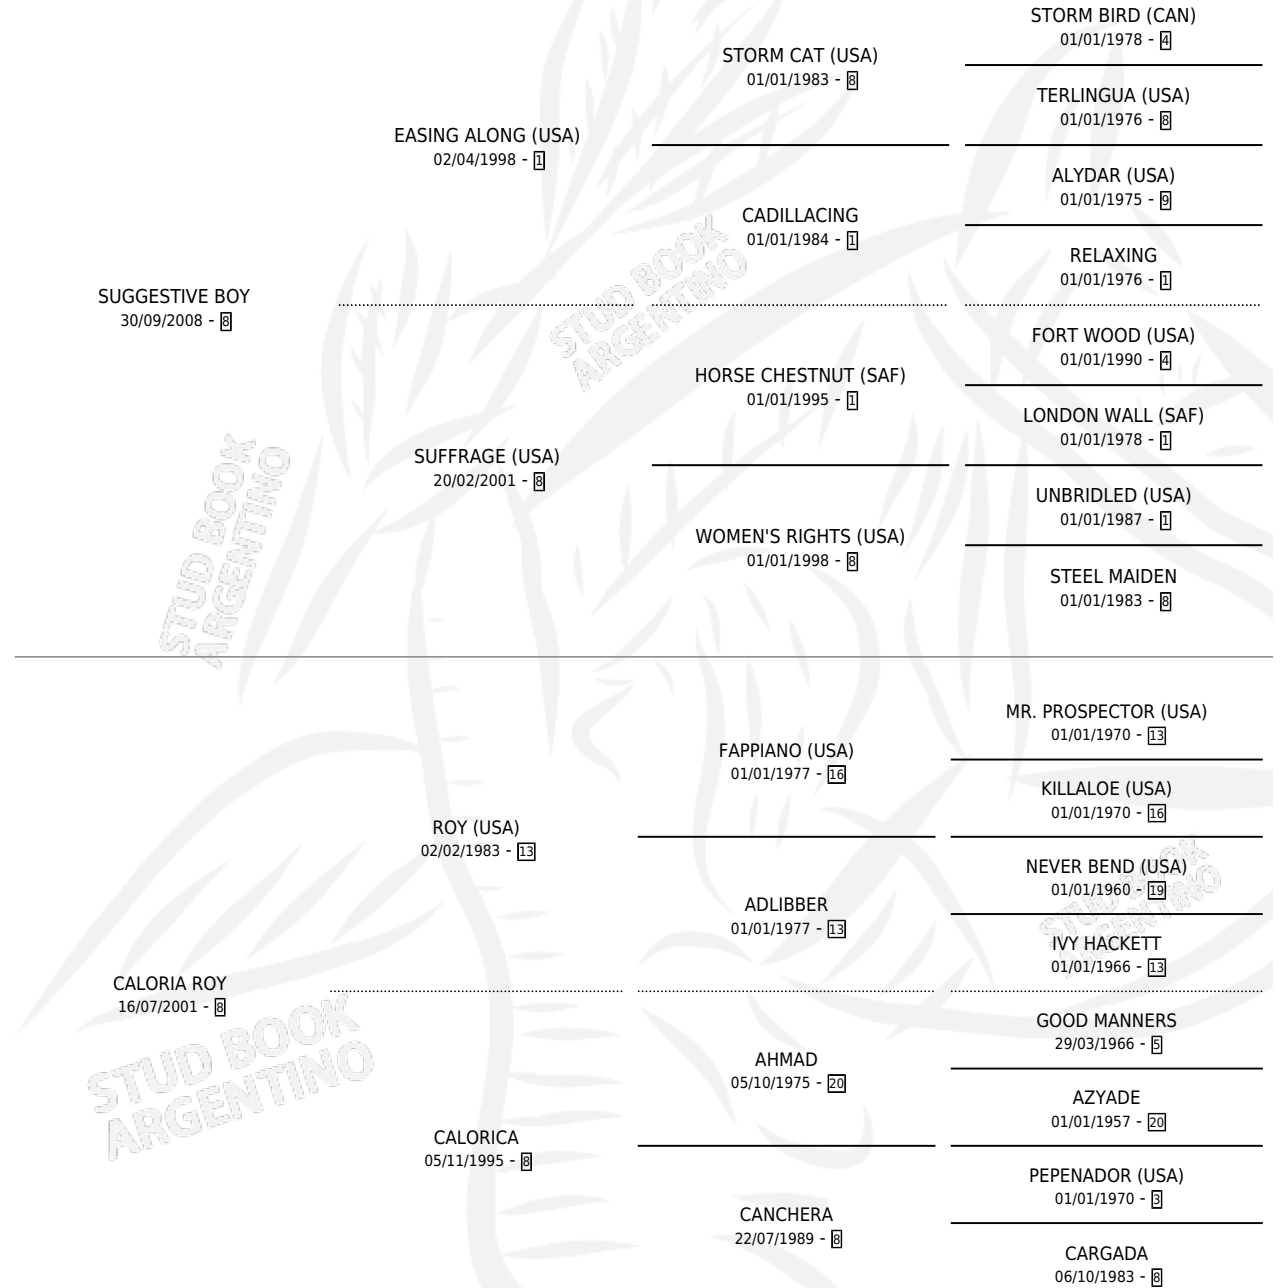 STORM BIRD (CAN)
01/01/1978 - 4
STORM CAT (USA)
01/01/1983 - 8
TERLINGUA (USA)
01/01/1976 - 8
EASING ALONG (USA)
02/04/1998 - 1
ALYDAR (USA)
01/01/1975 - 9
CADILLACING
01/01/1984 - 1
RELAXING
01/01/1976 - 1
SUGGESTIVE BOY
30/09/2008 - 8
STUD BOOK
ARGENTINO
FORT WOOD (USA)
01/01/1990 - 4
HORSE CHESTNUT (SAF)
01/01/1995 - 1
LONDON WALL (SAF)
01/01/1978 - 1
SUFFRAGE (USA)
20/02/2001 - 8
UNBRIDLED (USA)
01/01/1987 - 1
WOMEN'S RIGHTS (USA)
01/01/1998 - 8
STEEL MAIDEN
01/01/1983 - 8
STUD BOOK
ARGENTINO
MR. PROSPECTOR (USA)
01/01/1970 - 13
FAPPIANO (USA)
01/01/1977 - 16
KILLALOE (USA)
01/01/1970 - 16
ROY (USA)
02/02/1983 - 13
NEVER BEND (USA)
01/01/1960 - 19
ADLIBBER
01/01/1977 - 13
IVY HACKETT
01/01/1966 - 13
STUD BOOK
ARGENTINO
CALORIA ROY
16/07/2001 - 8
STUD BOOK
ARGENTINO
GOOD MANNERS
29/03/1966 - 5
AHMAD
05/10/1975 - 20
AZYADE
01/01/1957 - 20
CALORICA
05/11/1995 - 8
PEPENADOR (USA)
01/01/1970 - 3
CANCHERA
22/07/1989 - 8
CARGADA
06/10/1983 - 8